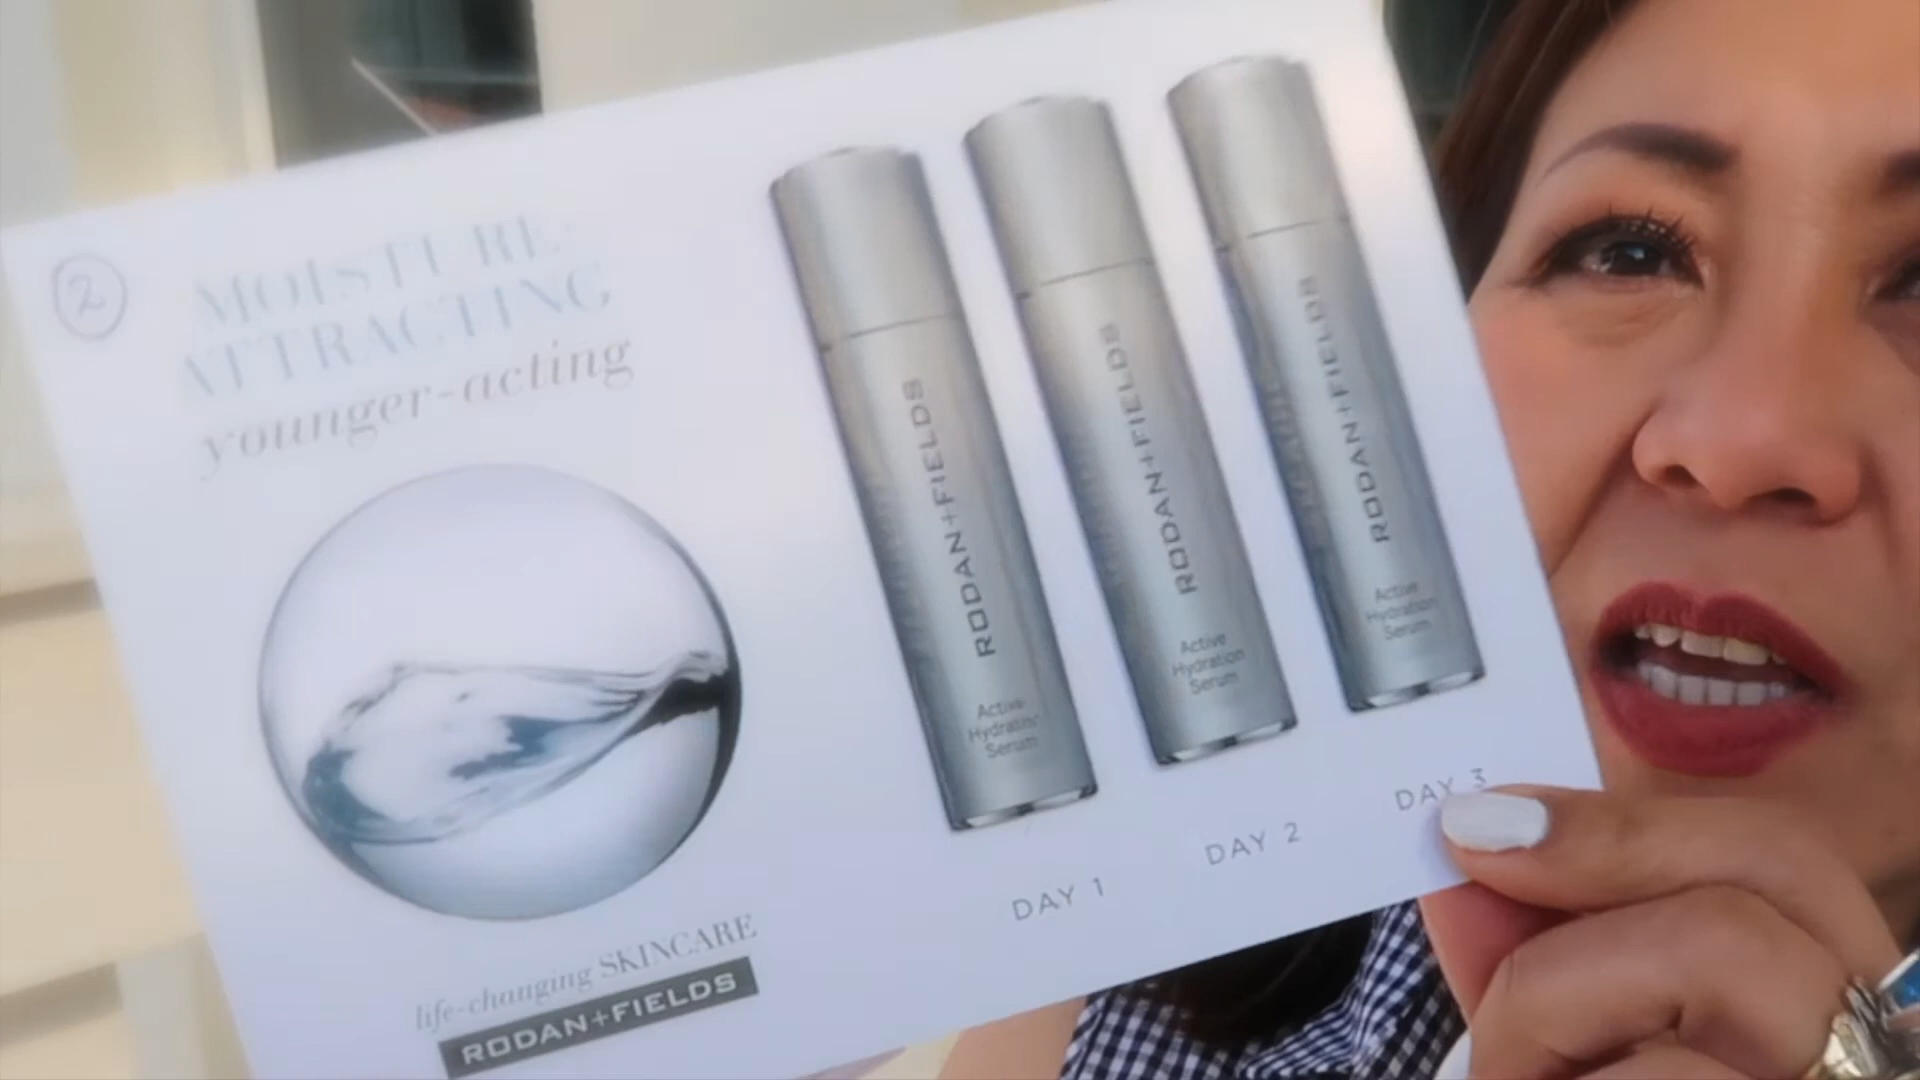 2
MOISTURE-
ATTRACTING
younger-acting
life-changing SKINCARE
RODAN+FIELDS
RODAN+FIELDS
Active
Hydration
Serum
DAY 1
RODAN+FIELDS
Active
Hydration
Serum
DAY 2
RODAN+FIELDS
Active
Hydration
Serum
DAY 3